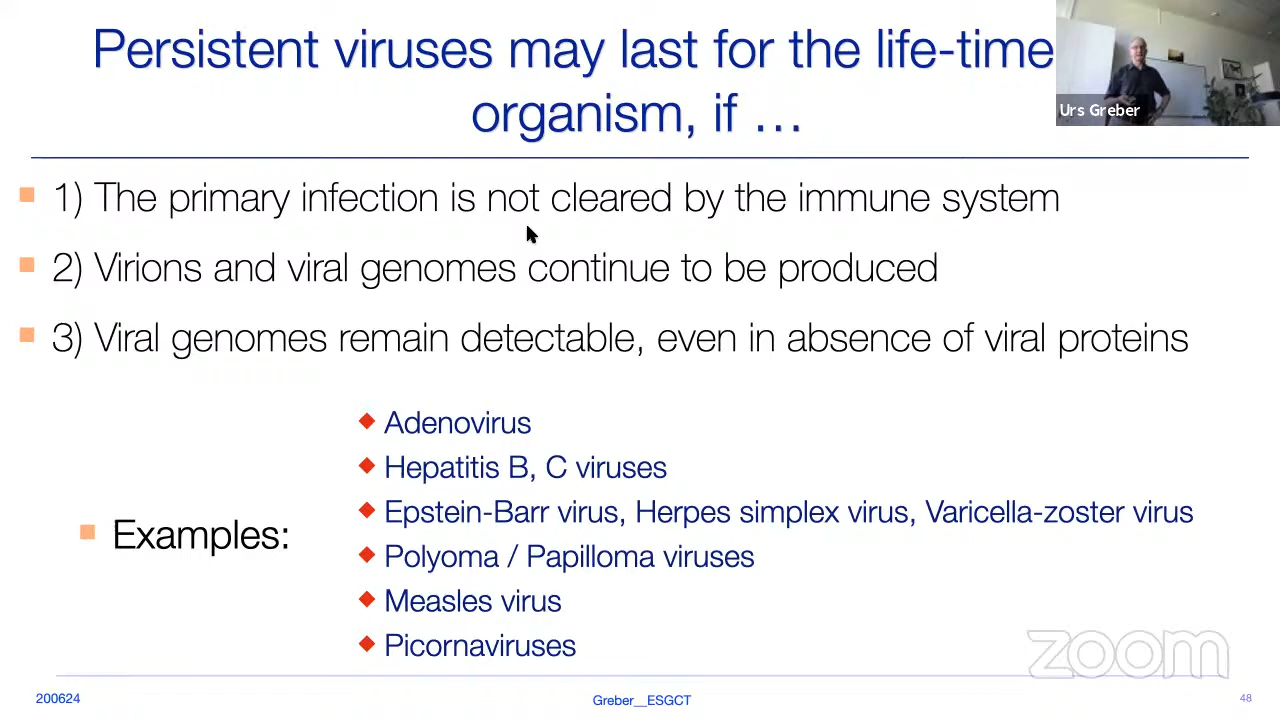 Persistent viruses may last for the life-time
organism, if …
Urs Greber
1) The primary infection is not cleared by the immune system
2) Virions and viral genomes continue to be produced
3) Viral genomes remain detectable, even in absence of viral proteins
Examples:
Adenovirus
Hepatitis B, C viruses
Epstein-Barr virus, Herpes simplex virus, Varicella-zoster virus
Polyoma / Papilloma viruses
Measles virus
Picornaviruses
zoom
200624
Greber__ESGCT
48